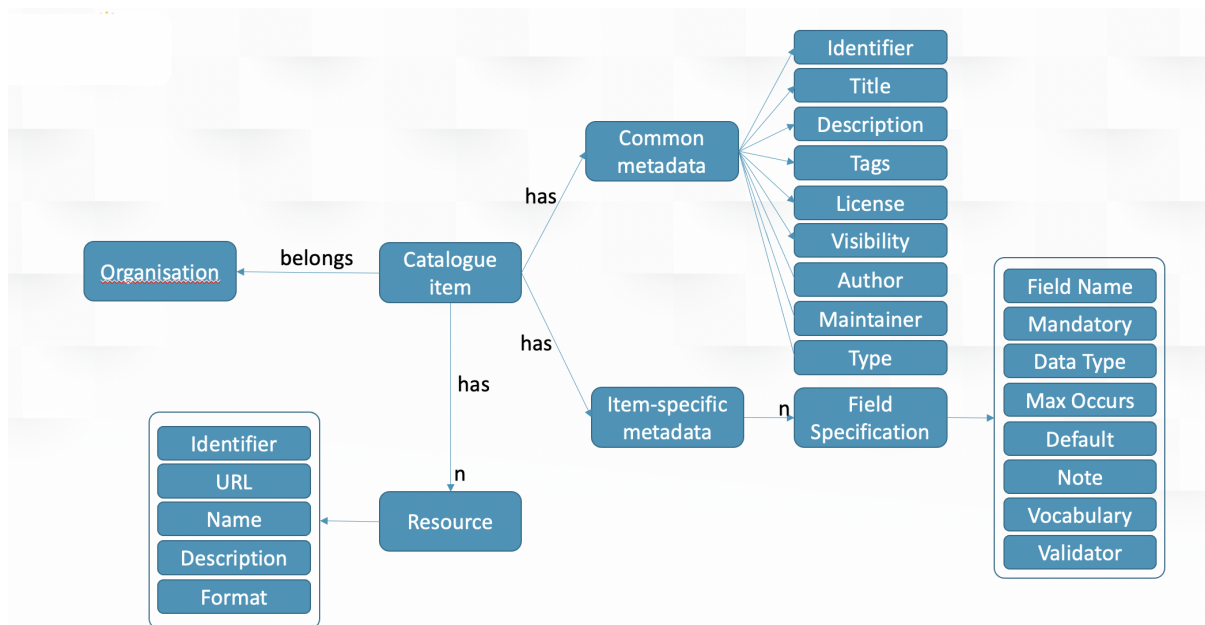 Identifier
Title
Description
Tags
License
Visibility
Author
Maintainer
Type
Common
metadata
has
belongs
Organisation
Catalogue
item
has
has
n
Item-specific
metadata
n
Field
Specification
Field Name
Mandatory
Data Type
Max Occurs
Default
Note
Vocabulary
Validator
Resource
Identifier
URL
Name
Description
Format